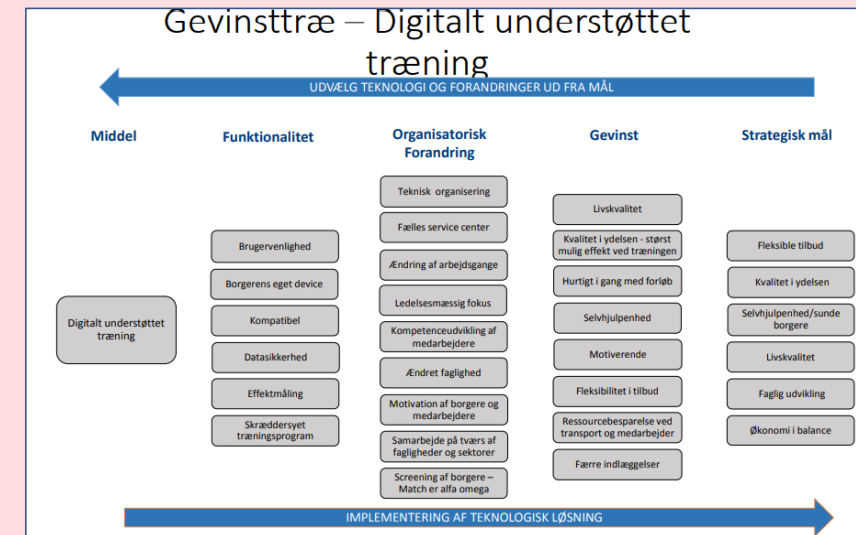 Gevinsttræ – Digitalt understøttet
træning
UDVÆLG TEKNOLOGI OG FORANDRINGER UD FRA MÅL
Middel
Digitalt understøttet
træning
Funktionalitet
Brugervenlighed
Borgerens eget device
Kompatibel
Datasikkerhed
Effektmåling
Skræddersyet
træningsprogram
Organisatorisk
Forandring
Teknisk organisering
Fælles service center
Ændring af arbejdsgange
Ledelsesmæssig fokus
Kompetenceudvikling af
medarbejdere
Ændret faglighed
Motivation af borgere og
medarbejdere
Samarbejde på tværs af
fagligheder og sektorer
Screening af borgere –
Match er alfa omega
Gevinst
Livskvalitet
Kvalitet i ydelsen - størst
mulig effekt ved træningen
Hurtigt i gang med forløb
Selvhjulpenhed
Motiverende
Fleksibilitet i tilbud
Ressourcebesparelse ved
transport og medarbejder
Færre indlæggelser
Strategisk mål
Fleksible tilbud
Kvalitet i ydelsen
Selvhjulpenhed/sunde
borgere
Livskvalitet
Faglig udvikling
Økonomi i balance
IMPLEMENTERING AF TEKNOLOGISK LØSNING